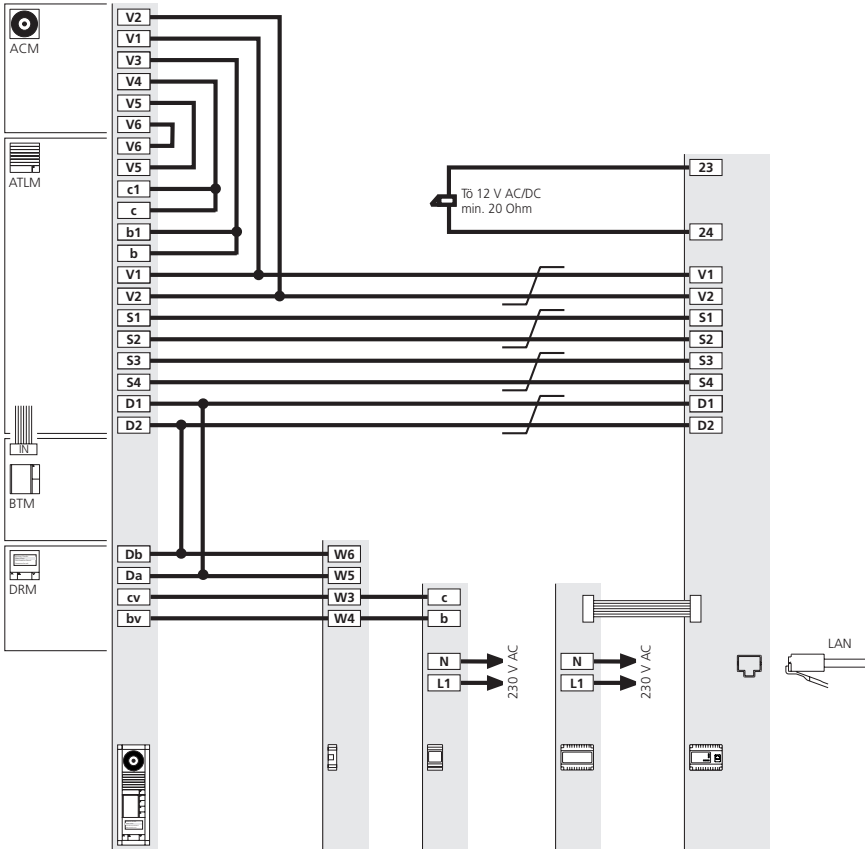 ACM
ATLM
IN
BTM
DRM
V2
V1
V3
V4
V5
V6
V6
V5
c1
c
b1
b
V1
V2
S1
S2
S3
S4
D1
D2
Db
Da
cv
bv
W6
W5
W3
W4
c
b
N
L1
230 V AC
N
L1
230 V AC
Tö 12 V AC/DC
min. 20 Ohm
23
24
V1
V2
S1
S2
S3
S4
D1
D2
LAN